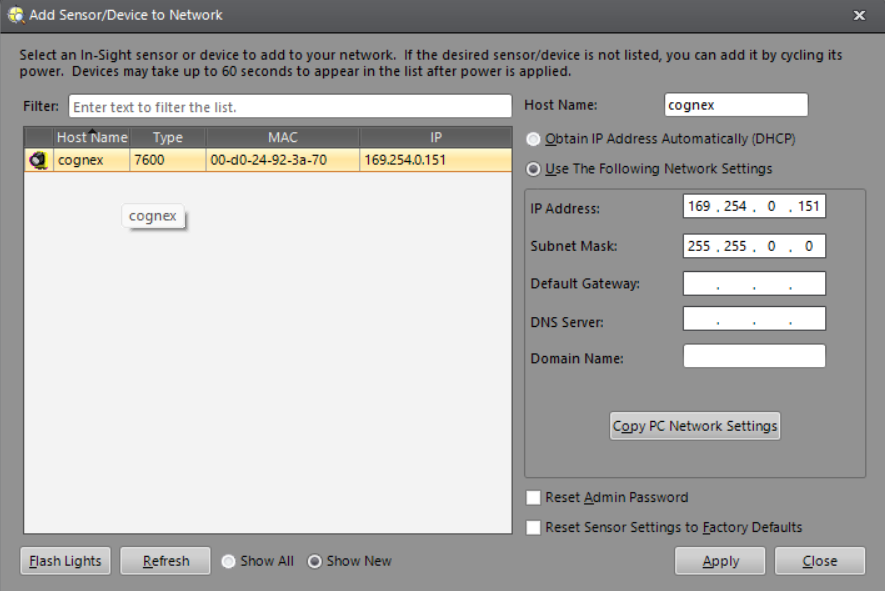 Add Sensor/Device to Network
Select an In-Sight sensor or device to add to your network. If the desired sensor/device is not listed, you can add it by cycling its
power. Devices may take up to 60 seconds to appear in the list after power is applied.
Filter: Enter text to filter the list.
Host Name Type MAC IP
cognex 7600 00-d0-24-92-3a-70 169.254.0.151
cognex
Host Name: cognex
Obtain IP Address Automatically (DHCP)
Use The Following Network Settings
IP Address: 169 . 254 . 0 . 151
Subnet Mask: 255 . 255 . 0 . 0
Default Gateway: . . .
DNS Server: . . .
Domain Name:
Copy PC Network Settings
Reset Admin Password
Reset Sensor Settings to Factory Defaults
Flash Lights Refresh Show All Show New Apply Close